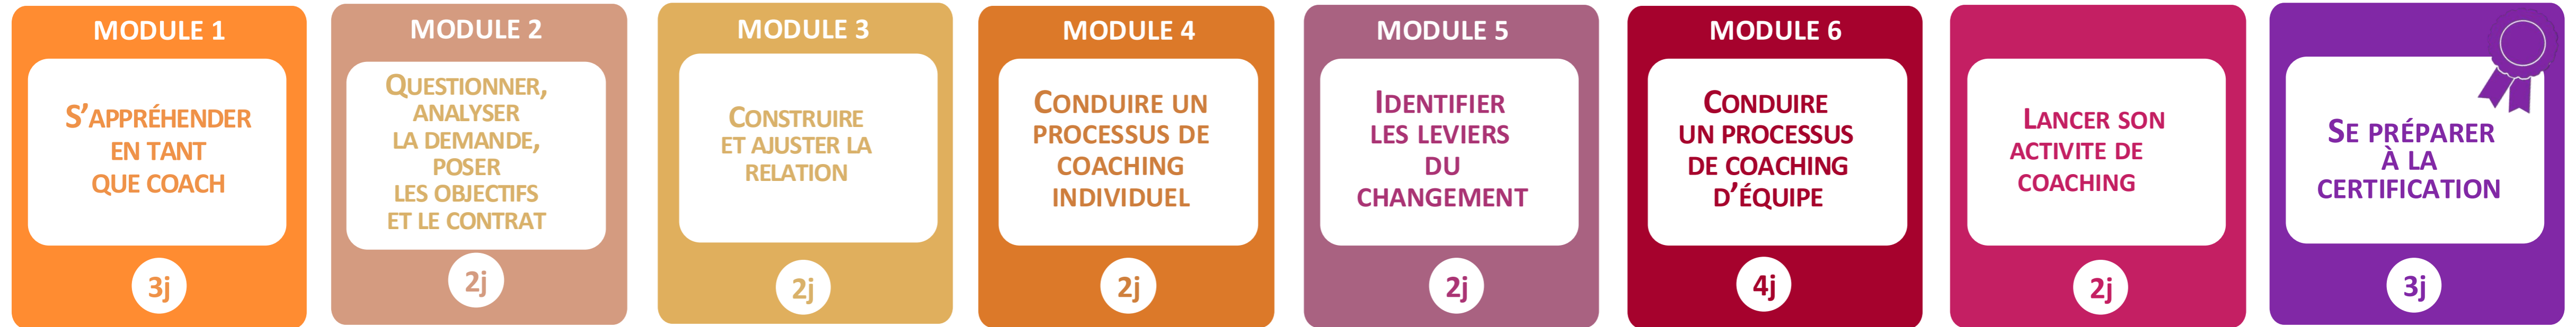 MODULE 1
S'APPRÉHENDER
EN TANT
QUE COACH
3j
MODULE 2
QUESTIONNER,
ANALYSER
LA DEMANDE,
POSER
LES OBJECTIFS
ET LE CONTRAT
2j
MODULE 3
CONSTRUIRE
ET AJUSTER LA
RELATION
2j
MODULE 4
CONDUIRE UN
PROCESSUS DE
COACHING
INDIVIDUEL
2j
MODULE 5
IDENTIFIER
LES LEVIERS
DU
CHANGEMENT
2j
MODULE 6
CONDUIRE
UN PROCESSUS
DE COACHING
D'ÉQUIPE
4j
LANCER SON
ACTIVITE DE
COACHING
2j
SE PRÉPARER
À LA
CERTIFICATION
3j